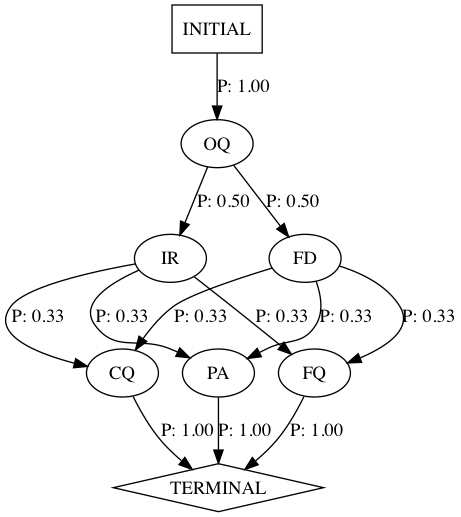 INITIAL
P: 1.00
OQ
P: 0.50 P: 0.50
IR FD
P: 0.33 P: 0.33 P: 0.33 P: 0.33 P: 0.33 P: 0.33
CQ PA FQ
P: 1.00 P: 1.00 P: 1.00
TERMINAL